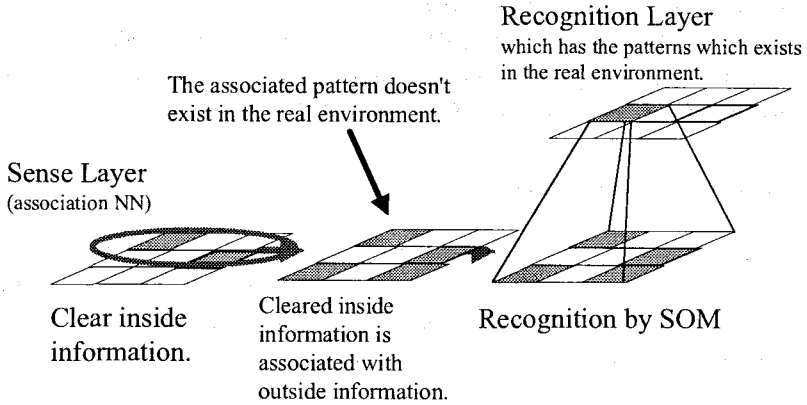 Recognition Layer
which has the patterns which exists
in the real environment.
The associated pattern doesn't
exist in the real environment.
Sense Layer
(association NN)
Clear inside
information.
Cleared inside
information is
associated with
outside information.
Recognition by SOM